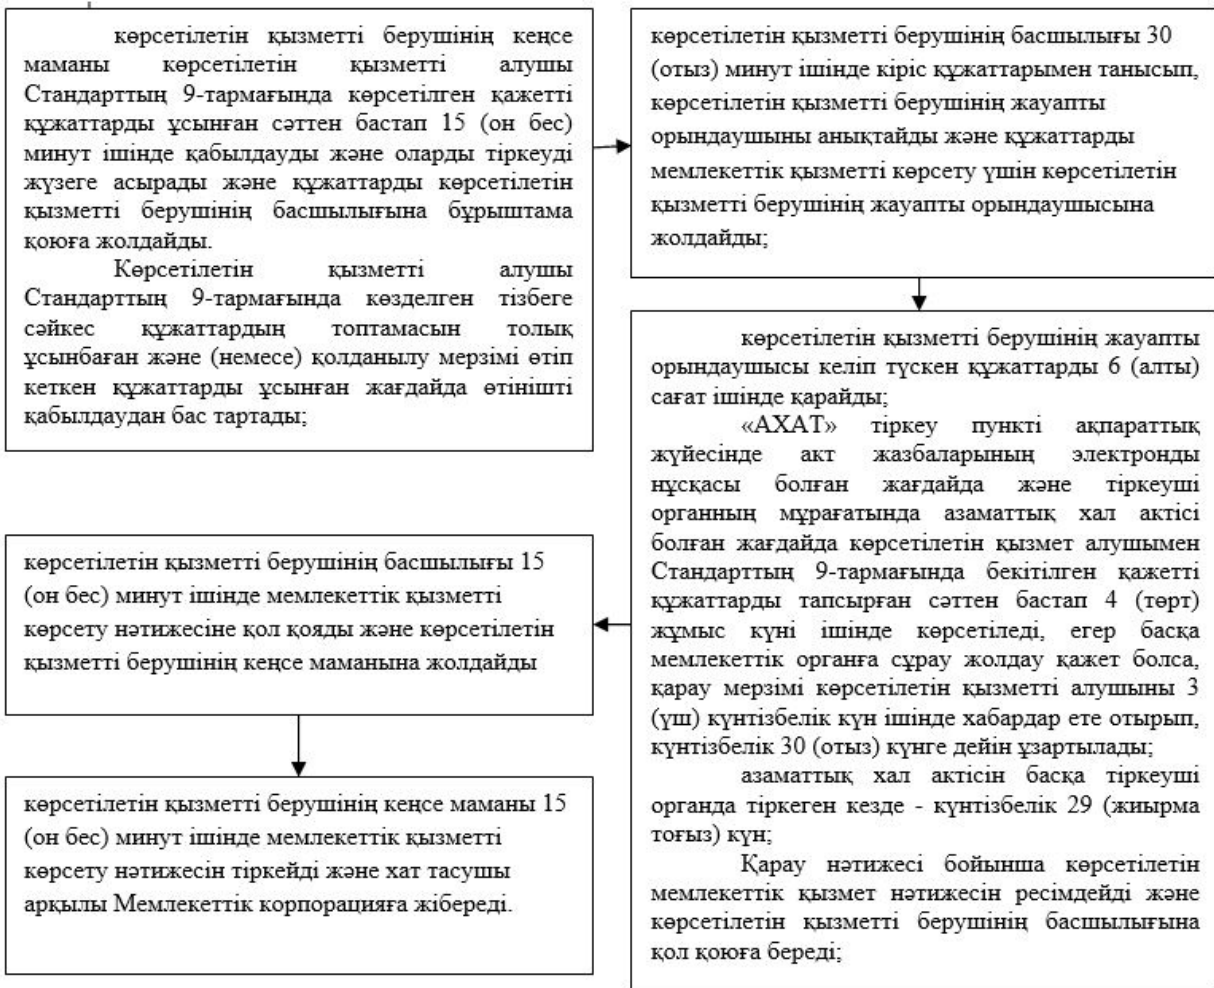 көрсетілетін қызметті берушінің кеңсе
маманы көрсетілетін қызметті алушы
Стандарттың 9-тармағында көрсетілген қажетті
құжаттарды ұсынған сәттен бастап 15 (он бес)
минут ішінде қабылдауды және оларды тіркеуді
жүзеге асырады және құжаттарды көрсетілетін
қызметті берушінің басшылығына бұрыштама
қоюға жолдайды.
Көрсетілетін қызметті алушы
Стандарттың 9-тармағында көзделген тізбеге
сәйкес құжаттардың топтамасын толық
ұсынбаған және (немесе) қолданылу мерзімі өтіп
кеткен құжаттарды ұсынған жағдайда өтінішті
қабылдаудан бас тартады;
көрсетілетін қызметті берушінің басшылығы 30
(отыз) минут ішінде кіріс құжаттарымен танысып,
көрсетілетін қызметті берушінің жауапты
орындаушыны анықтайды және құжаттарды
мемлекеттік қызметті көрсету үшін көрсетілетін
қызметті берушінің жауапты орындаушысына
жолдайды;
көрсетілетін қызметті берушінің жауапты
орындаушысы келіп түскен құжаттарды 6 (алты)
сағат ішінде қарайды;
«АХАТ» тіркеу пункті ақпараттық
жүйесінде акт жазбаларының электронды
нұсқасы болған жағдайда және тіркеуші
органның мұрағатында азаматтық хал актісі
болған жағдайда көрсетілетін қызмет алушымен
Стандарттың 9-тармағында бекітілген қажетті
құжаттарды тапсырған сәттен бастап 4 (төрт)
жұмыс күні ішінде көрсетіледі, егер басқа
мемлекеттік органға сұрау жолдау қажет болса,
қарау мерзімі көрсетілетін қызметті алушыны 3
(үш) күнтізбелік күн ішінде хабардар ете отырып,
күнтізбелік 30 (отыз) күнге дейін ұзартылады;
азаматтық хал актісін басқа тіркеуші
органда тіркеген кезде - күнтізбелік 29 (жиырма
тоғыз) күн;
Қарау нәтижесі бойынша көрсетілетін
мемлекеттік қызмет нәтижесін ресімдейді және
көрсетілетін қызметті берушінің басшылығына
қол қоюға береді;
көрсетілетін қызметті берушінің басшылығы 15
(он бес) минут ішінде мемлекеттік қызметті
көрсету нәтижесіне қол қояды және көрсетілетін
қызметті берушінің кеңсе маманына жолдайды
көрсетілетін қызметті берушінің кеңсе маманы 15
(он бес) минут ішінде мемлекеттік қызметті
көрсету нәтижесін тіркейді және хат тасушы
арқылы Мемлекеттік корпорацияға жібереді.